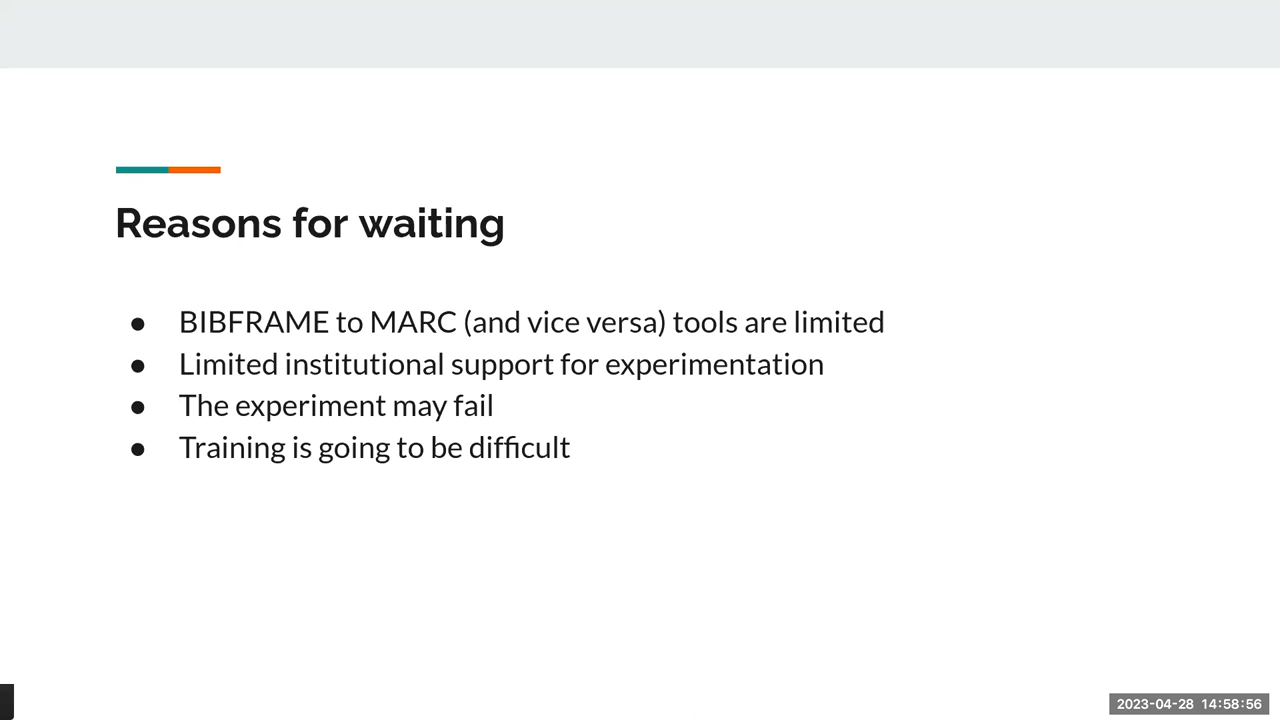 Reasons for waiting
● BIBFRAME to MARC (and vice versa) tools are limited
● Limited institutional support for experimentation
● The experiment may fail
● Training is going to be difficult
2023-04-28 14:58:56